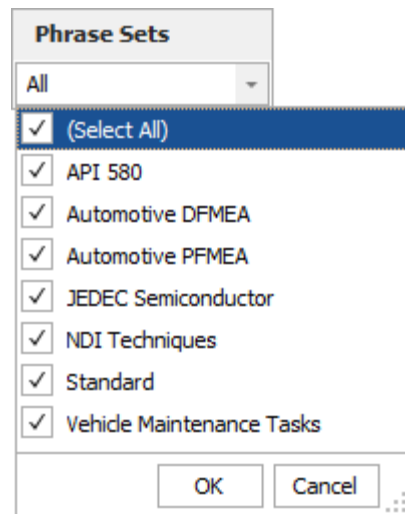 Phrase Sets
All
(Select All)
API 580
Automotive DFMEA
Automotive PFMEA
JEDEC Semiconductor
NDI Techniques
Standard
Vehicle Maintenance Tasks
OK Cancel